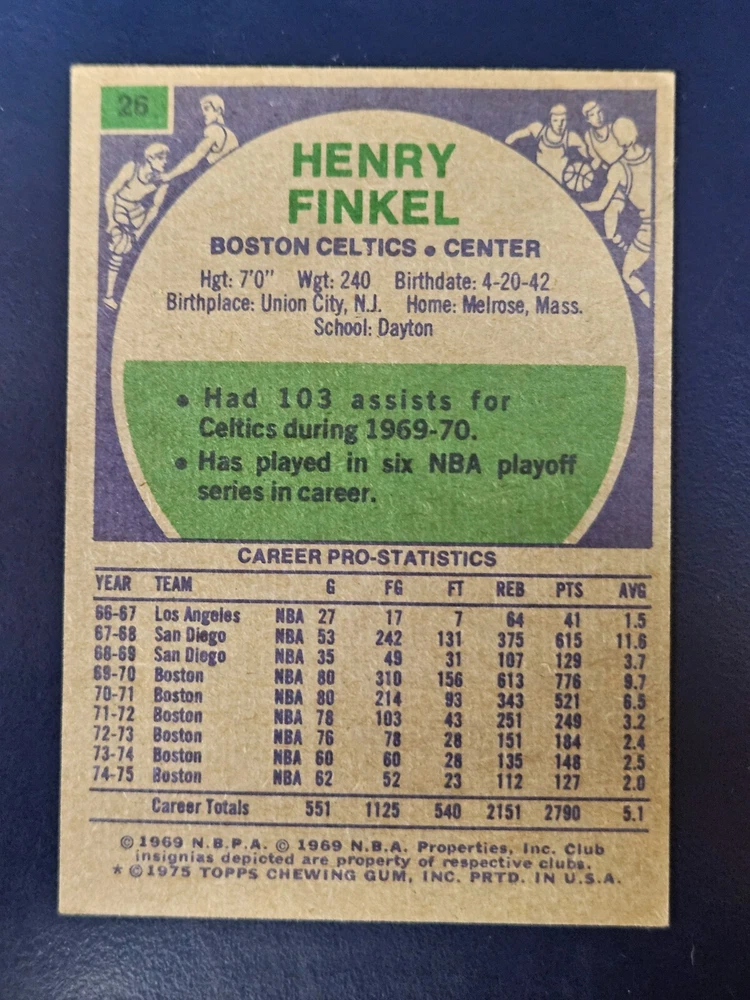 26
HENRY
FINKEL
BOSTON CELTICS • CENTER
Hgt: 7'0" Wgt: 240 Birthdate: 4-20-42
Birthplace: Union City, N.J. Home: Melrose, Mass.
School: Dayton
• Had 103 assists for
Celtics during 1969-70.
• Has played in six NBA playoff
series in career.
CAREER PRO-STATISTICS
YEAR TEAM G FG FT REB PTS AVG
66-67 Los Angeles NBA 27 17 7 64 41 1.5
67-68 San Diego NBA 53 242 131 375 615 11.6
68-69 San Diego NBA 35 49 31 107 129 3.7
69-70 Boston NBA 80 310 156 613 776 9.7
70-71 Boston NBA 80 214 93 343 521 6.5
71-72 Boston NBA 78 103 43 251 249 3.2
72-73 Boston NBA 76 78 28 151 184 2.4
73-74 Boston NBA 60 60 28 135 148 2.5
74-75 Boston NBA 62 52 23 112 127 2.0
Career Totals 551 1125 540 2151 2790 5.1
© 1969 N.B.P.A. © 1969 N.B.A. Properties, Inc. Club
insignias depicted are property of respective clubs.
* © 1975 TOPPS CHEWING GUM, INC. PRTD. IN U.S.A.